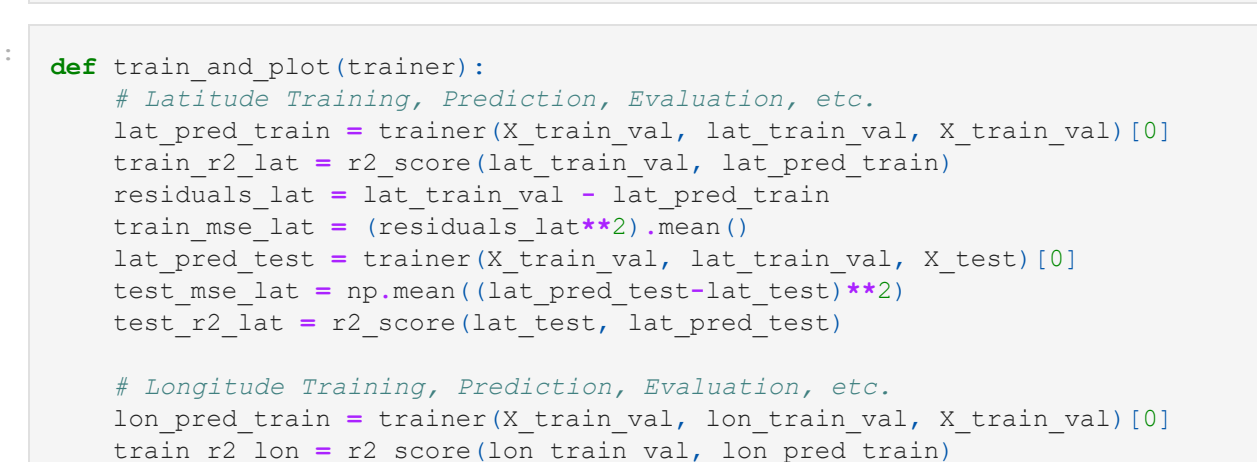 :
def train_and_plot(trainer):
    # Latitude Training, Prediction, Evaluation, etc.
    lat_pred_train = trainer(X_train_val, lat_train_val, X_train_val)[0]
    train_r2_lat = r2_score(lat_train_val, lat_pred_train)
    residuals_lat = lat_train_val - lat_pred_train
    train_mse_lat = (residuals_lat**2).mean()
    lat_pred_test = trainer(X_train_val, lat_train_val, X_test)[0]
    test_mse_lat = np.mean((lat_pred_test-lat_test)**2)
    test_r2_lat = r2_score(lat_test, lat_pred_test)

    # Longitude Training, Prediction, Evaluation, etc.
    lon_pred_train = trainer(X_train_val, lon_train_val, X_train_val)[0]
    train_r2_lon = r2_score(lon_train_val, lon_pred_train)